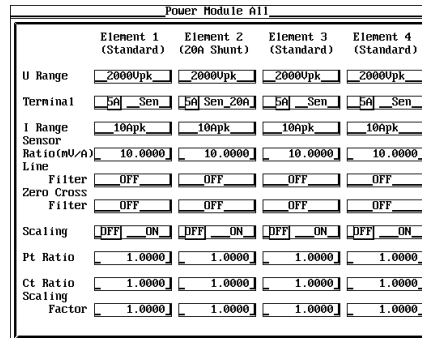 Power Module All
Element 1 Element 2 Element 3 Element 4
(Standard) (20A Shunt) (Standard) (Standard)
U Range 2000Vpk 2000Vpk 2000Vpk 2000Vpk
Terminal 5A Sen 5A Sen 20A 5A Sen 5A Sen
I Range 10Apk 10Apk 10Apk 10Apk
Sensor
Ratio(mV/A) 10.0000 10.0000 10.0000 10.0000
Line
Filter OFF OFF OFF OFF
Zero Cross
Filter OFF OFF OFF OFF
Scaling OFF ON OFF ON OFF ON OFF ON
Pt Ratio 1.0000 1.0000 1.0000 1.0000
Ct Ratio 1.0000 1.0000 1.0000 1.0000
Scaling
Factor 1.0000 1.0000 1.0000 1.0000